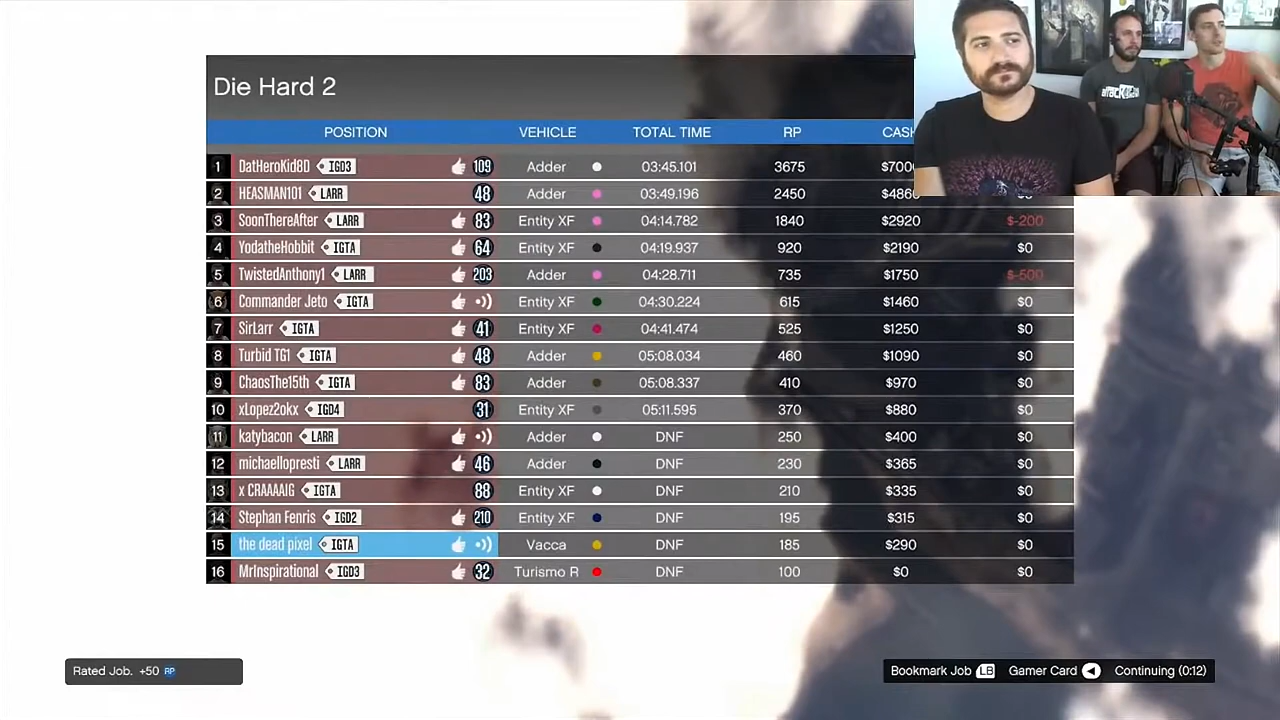 Die Hard 2
POSITION VEHICLE TOTAL TIME RP CASH
1 DatHeroKid8D IGD3 109 Adder 03:45.101 3675 $7000
2 HEASMAN101 LARR 48 Adder 03:49.196 2450 $4860 $0
3 SoonThereAfter LARR 83 Entity XF 04:14.782 1840 $2920 $-200
4 YodatheHobbit IGTA 64 Entity XF 04:19.937 920 $2190 $0
5 TwistedAnthony1 LARR 203 Adder 04:28.711 735 $1750 $-500
6 Commander Jeto IGTA Entity XF 04:30.224 615 $1460 $0
7 SirLarr IGTA 41 Entity XF 04:41.474 525 $1250 $0
8 Turbid TG1 IGTA 48 Adder 05:08.034 460 $1090 $0
9 ChaosThe15th IGTA 83 Adder 05:08.337 410 $970 $0
10 xLopez2okx IGD4 31 Entity XF 05:11.595 370 $880 $0
11 katybacon LARR Adder DNF 250 $400 $0
12 michaellopresti LARR 46 Adder DNF 230 $365 $0
13 x CRAAAAIG IGTA 88 Entity XF DNF 210 $335 $0
14 Stephan Fenris IGD2 210 Entity XF DNF 195 $315 $0
15 the dead pixel IGTA Vacca DNF 185 $290 $0
16 MrInspirational IGD3 32 Turismo R DNF 100 $0 $0
Rated Job. +50 RP
Bookmark Job LB Gamer Card Continuing (0:12)